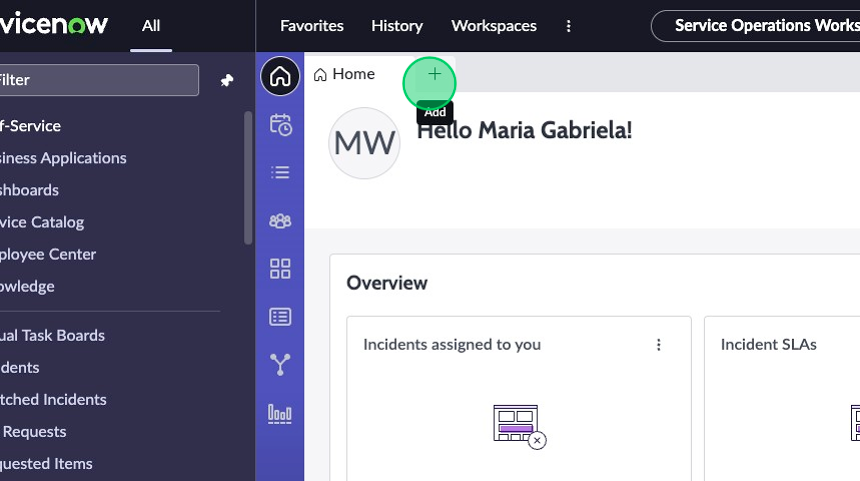 vicenow All Favorites History Workspaces Service Operations Works
Filter
Home
Add
f-Service
MW Hello Maria Gabriela!
siness Applications
shboards
vice Catalog
ployee Center
owledge
Overview
ual Task Boards
Incidents assigned to you Incident SLAs
dents
tched Incidents
Requests
quested Items